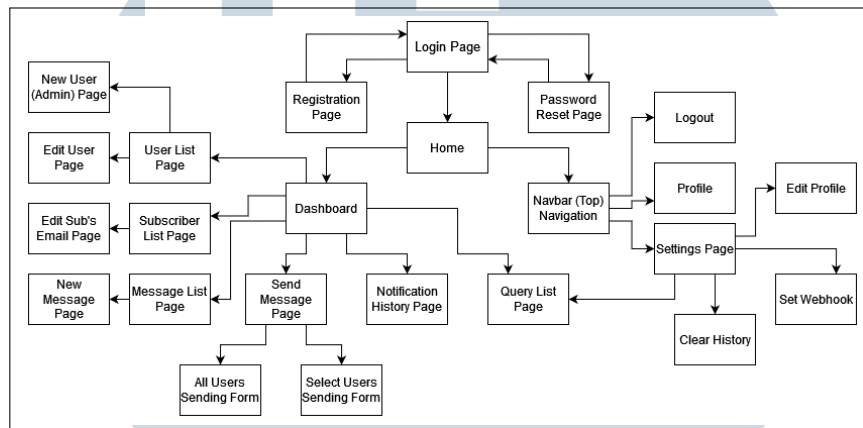 Login Page
New User
(Admin) Page
Registration
Page
Password
Reset Page
Logout
Home
Edit User
Page
User List
Page
Profile
Edit Profile
Dashboard
Navbar (Top)
Navigation
Edit Sub's
Email Page
Subscriber
List Page
Settings Page
New
Message
Page
Message List
Page
Send
Message
Page
Notification
History Page
Query List
Page
Set Webhook
Clear History
All Users
Sending Form
Select Users
Sending Form